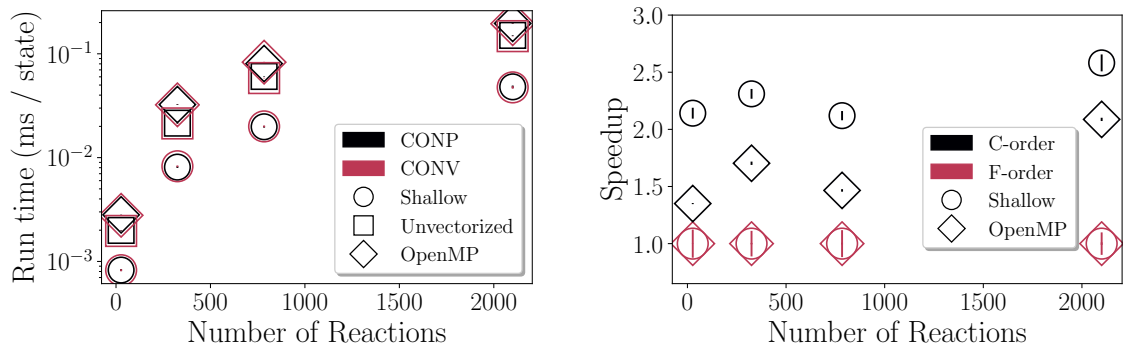 Run time (ms / state)
10⁻¹
10⁻²
10⁻³
CONP
CONV
Shallow
Unvectorized
OpenMP
0 500 1000 1500 2000
Number of Reactions
Speedup
3.0
2.5
2.0
1.5
1.0
C-order
F-order
Shallow
OpenMP
0 500 1000 1500 2000
Number of Reactions